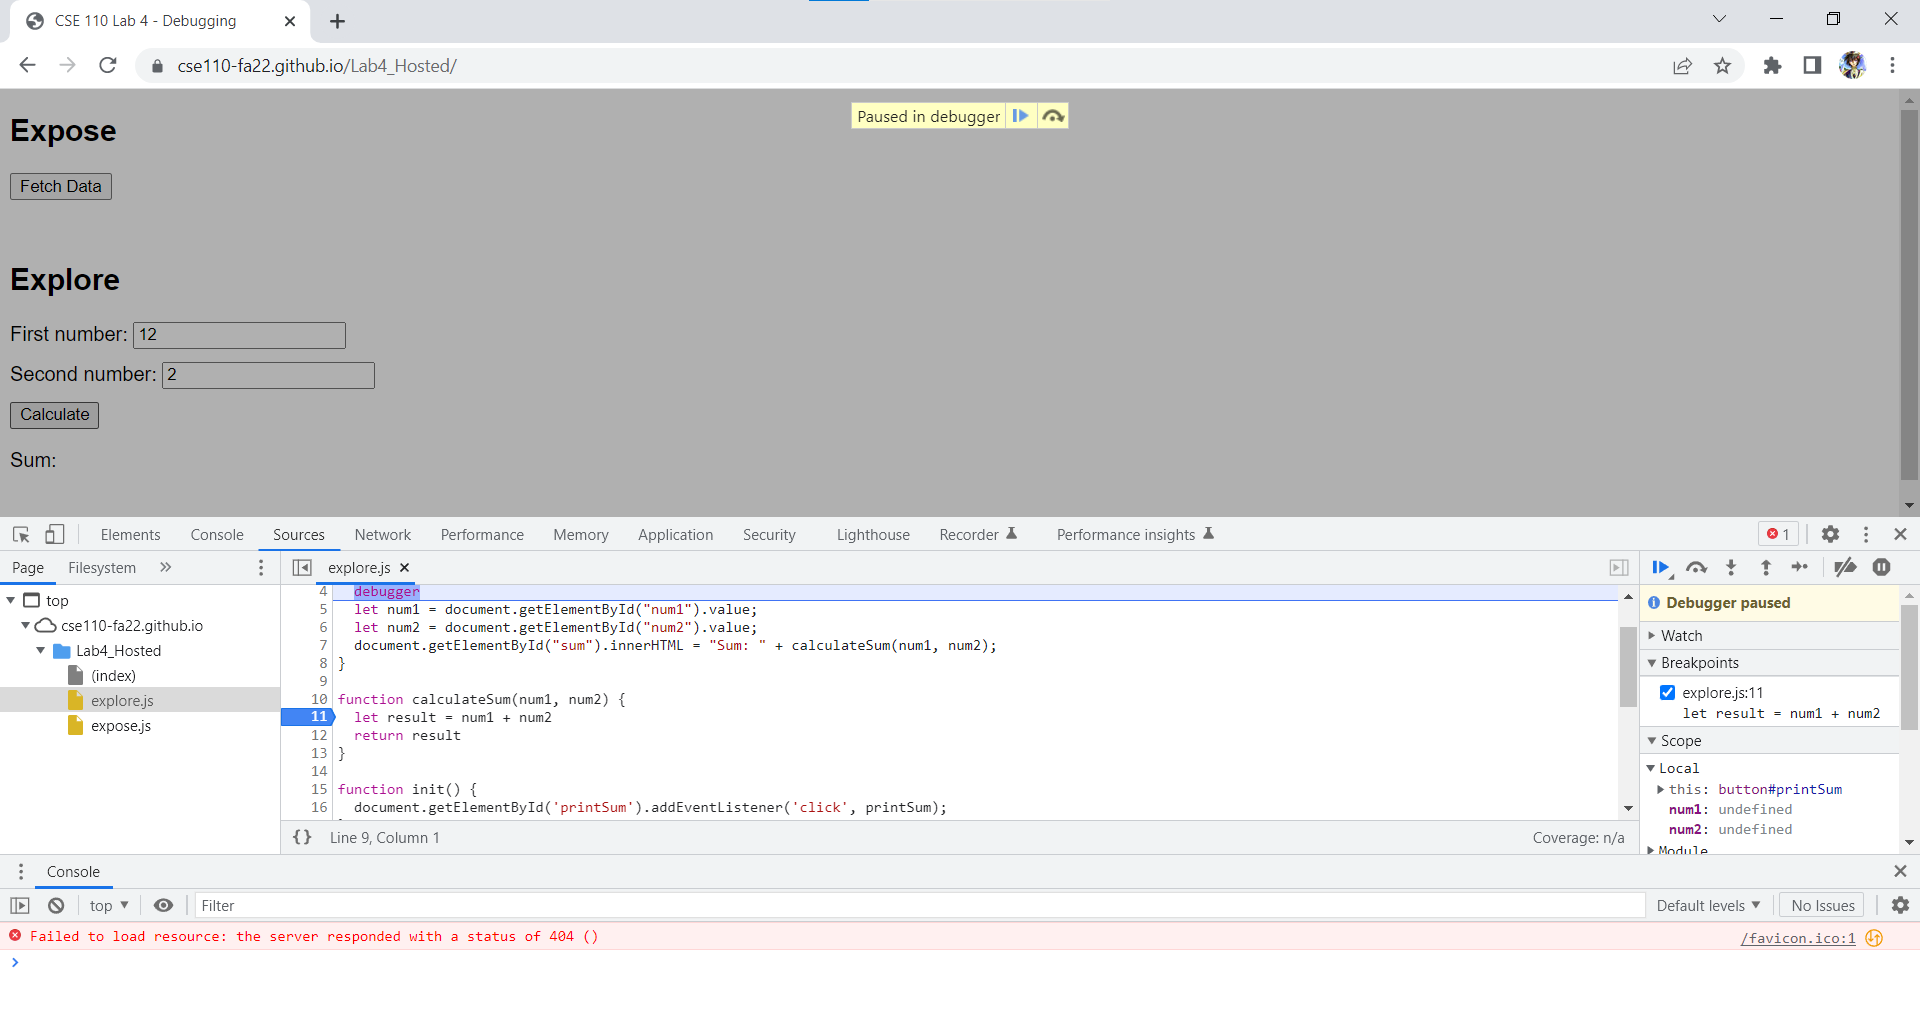 CSE 110 Lab 4 - Debugging
cse110-fa22.github.io/Lab4_Hosted/
Paused in debugger
Expose
Fetch Data
Explore
First number: 12
Second number: 2
Calculate
Sum:
Elements Console Sources Network Performance Memory Application Security Lighthouse Recorder Performance insights 1
Page Filesystem
top
cse110-fa22.github.io
Lab4_Hosted
(index)
explore.js
expose.js
explore.js
4 debugger
5 let num1 = document.getElementById("num1").value;
6 let num2 = document.getElementById("num2").value;
7 document.getElementById("sum").innerHTML = "Sum: " + calculateSum(num1, num2);
8 }
9
10 function calculateSum(num1, num2) {
11 let result = num1 + num2
12 return result
13 }
14
15 function init() {
16 document.getElementById('printSum').addEventListener('click', printSum);
{} Line 9, Column 1 Coverage: n/a
Debugger paused
Watch
Breakpoints
explore.js:11
let result = num1 + num2
Scope
Local
this: button#printSum
num1: undefined
num2: undefined
Module
Console
top Filter Default levels No Issues
Failed to load resource: the server responded with a status of 404 () /favicon.ico:1